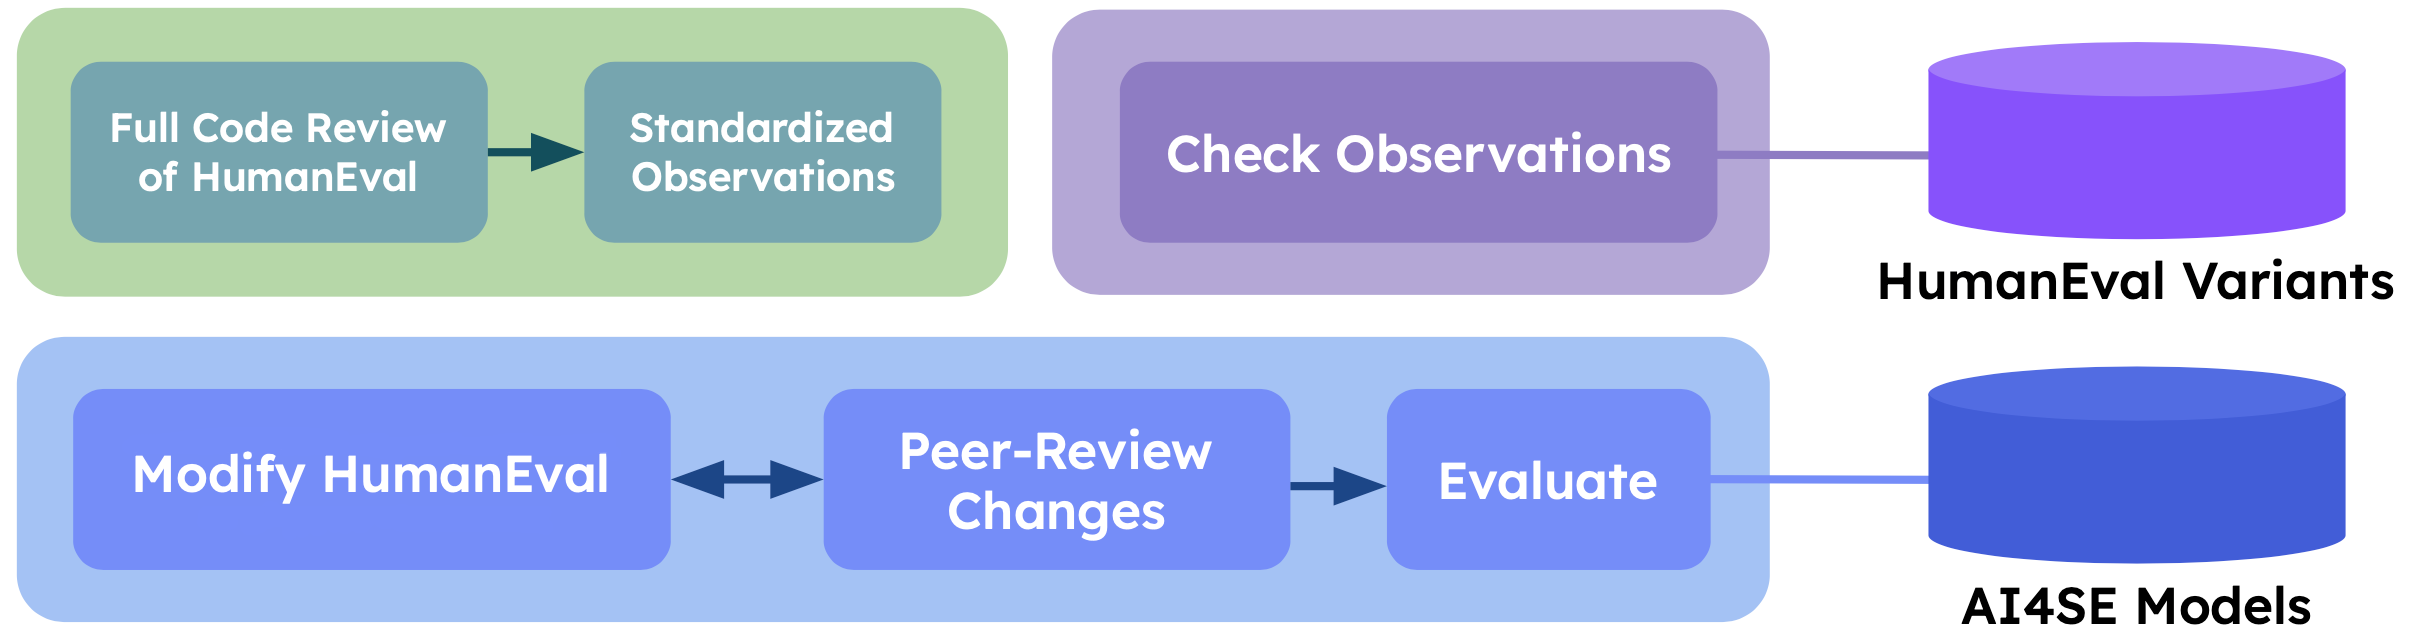 Full Code Review
of HumanEval
Standardized
Observations
Check Observations
HumanEval Variants
Modify HumanEval
Peer-Review
Changes
Evaluate
AI4SE Models